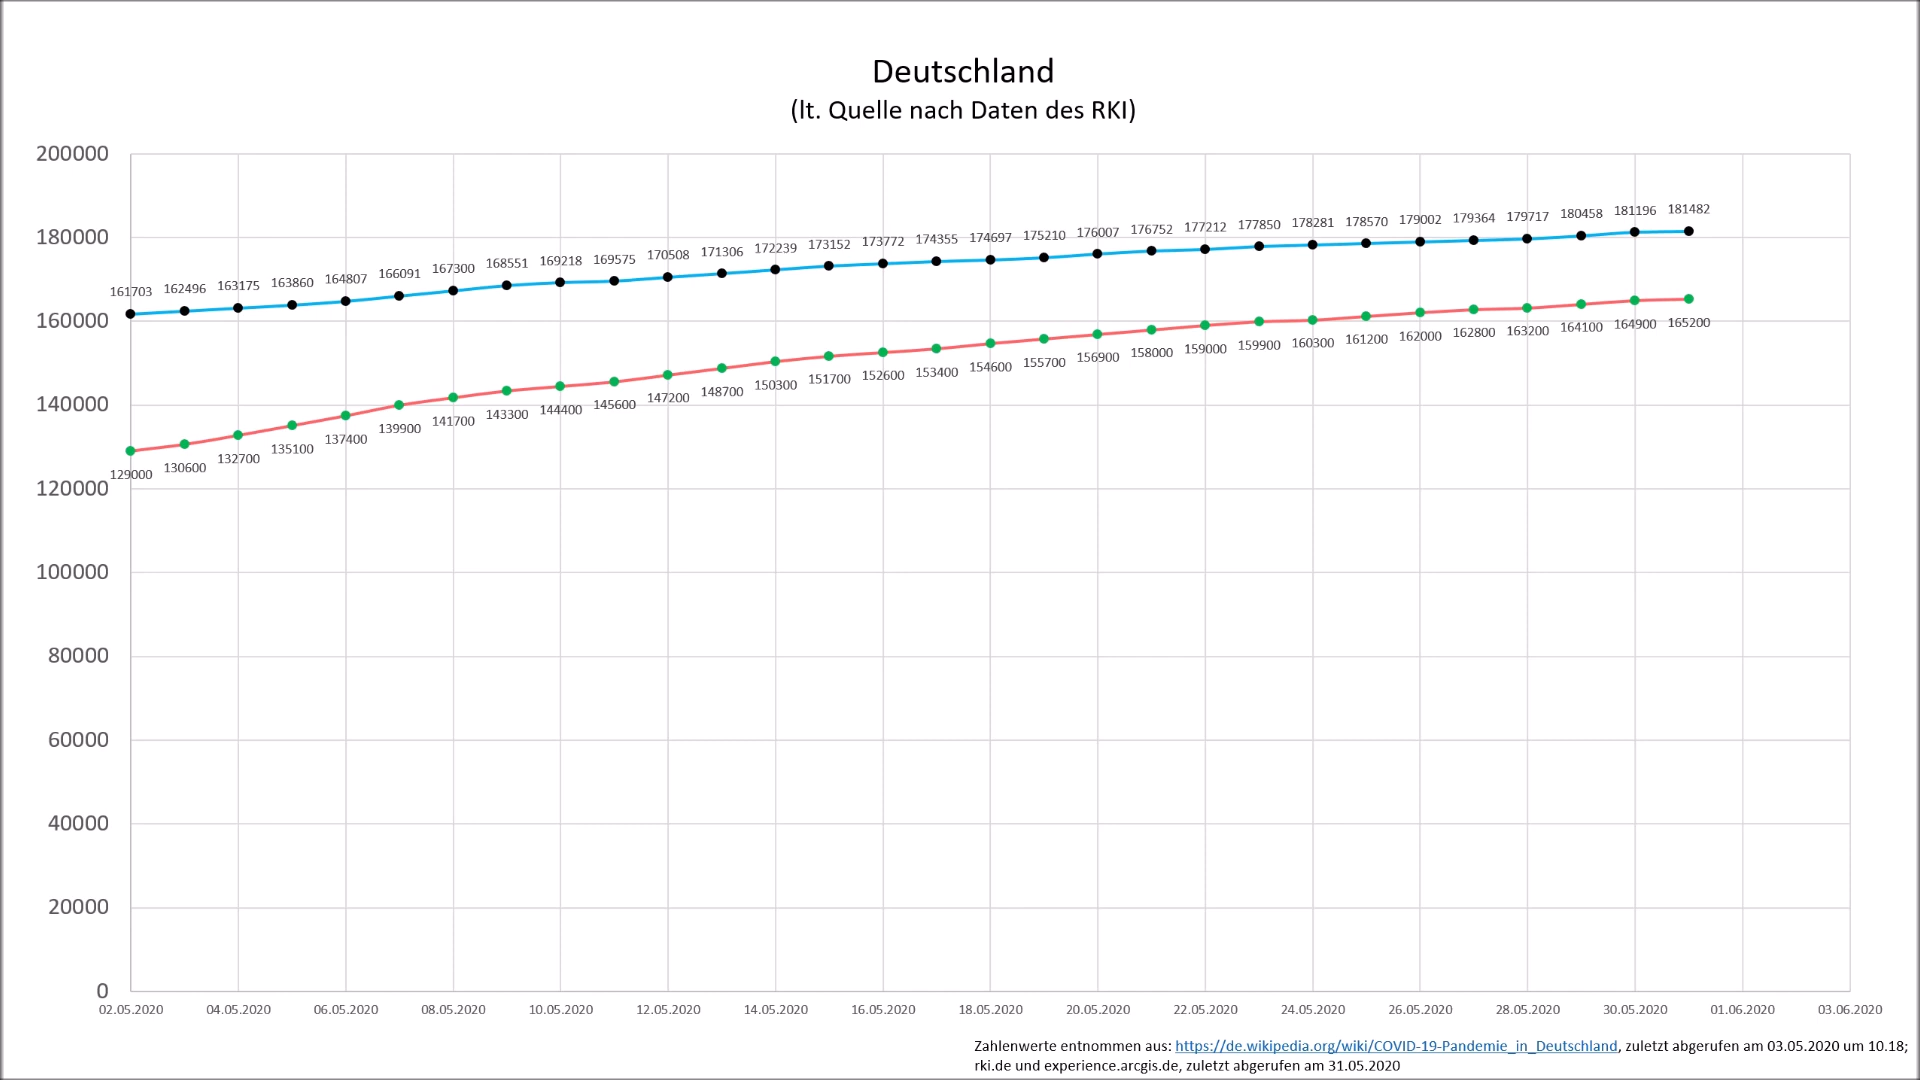 Deutschland
(lt. Quelle nach Daten des RKI)
200000
180000
160000
140000
120000
100000
80000
60000
40000
20000
0
161703 162496 163175 163860 164807 166091 167300 168551 169218 169575 170508 171306 172239 173152 173772 174355 174697 175210 176007 176752 177212 177850 178281 178570 179002 179364 179717 180458 181196 181482
129000 130600 132700 135100 137400 139900 141700 143300 144400 145600 147200 148700 150300 151700 152600 153400 154600 155700 156900 158000 159000 159900 160300 161200 162000 162800 163200 164100 164900 165200
02.05.2020 04.05.2020 06.05.2020 08.05.2020 10.05.2020 12.05.2020 14.05.2020 16.05.2020 18.05.2020 20.05.2020 22.05.2020 24.05.2020 26.05.2020 28.05.2020 30.05.2020 01.06.2020 03.06.2020
Zahlenwerte entnommen aus: https://de.wikipedia.org/wiki/COVID-19-Pandemie_in_Deutschland, zuletzt abgerufen am 03.05.2020 um 10.18;
rki.de und experience.arcgis.de, zuletzt abgerufen am 31.05.2020